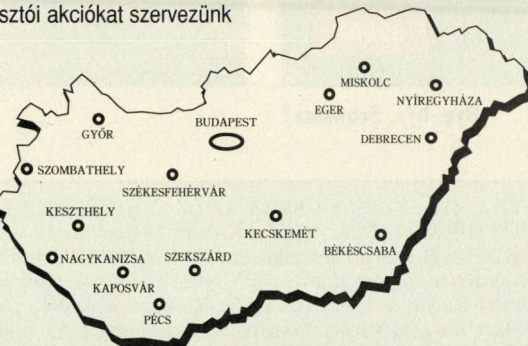 sztói akciókat szervezünk
MISKOLC
EGER
NYÍREGYHÁZA
GYŐR
BUDAPEST
DEBRECEN
SZOMBATHELY
SZÉKESFEHÉRVÁR
KESZTHELY
KECSKEMÉT
BÉKÉSCSABA
NAGYKANIZSA
SZEKSZÁRD
KAPOSVÁR
PÉCS